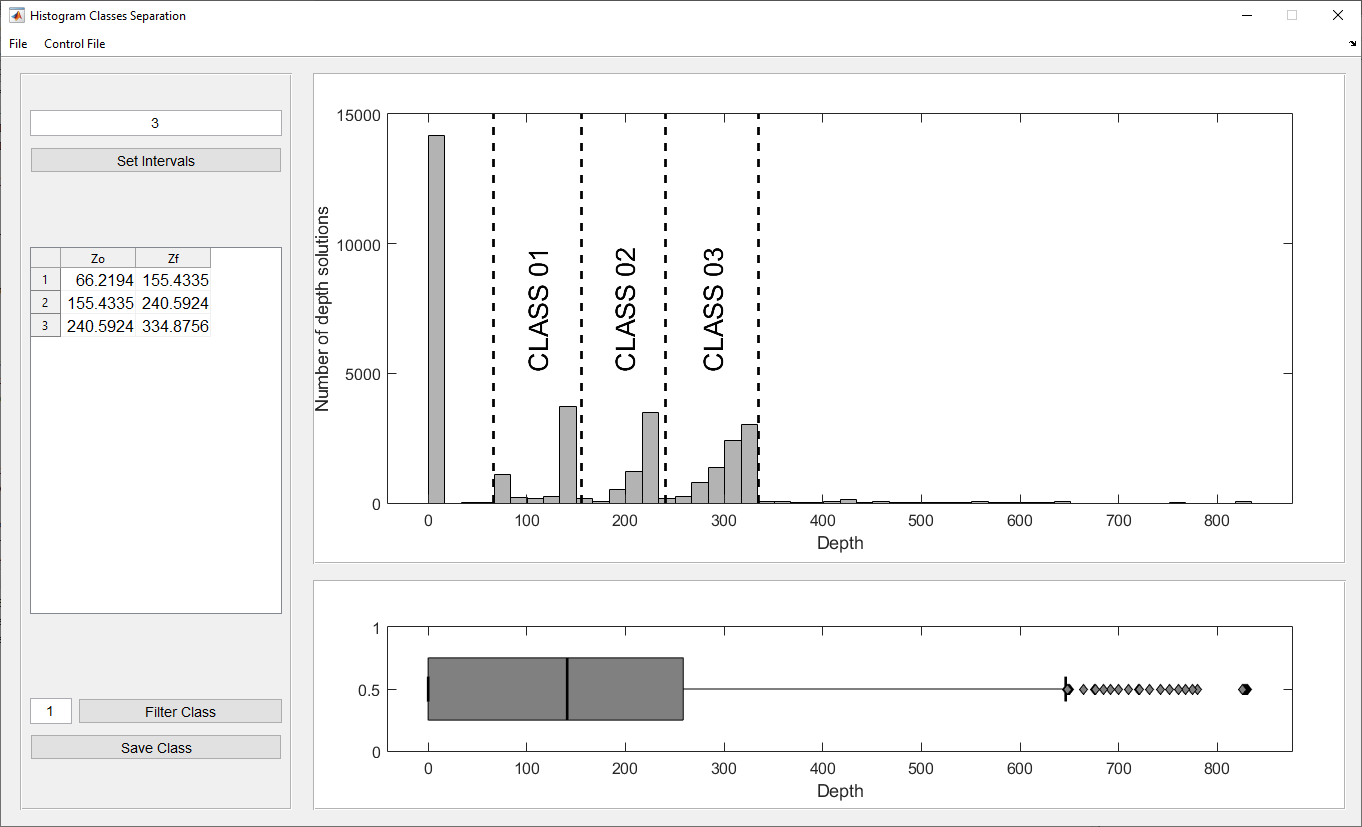 Histogram Classes Separation
File Control File
3
Set Intervals
Zo Zf
1 66.2194 155.4335
2 155.4335 240.5924
3 240.5924 334.8756
1 Filter Class
Save Class
15000
10000
5000
0
Number of depth solutions
CLASS 01
CLASS 02
CLASS 03
0 100 200 300 400 500 600 700 800
Depth
1
0.5
0
0 100 200 300 400 500 600 700 800
Depth